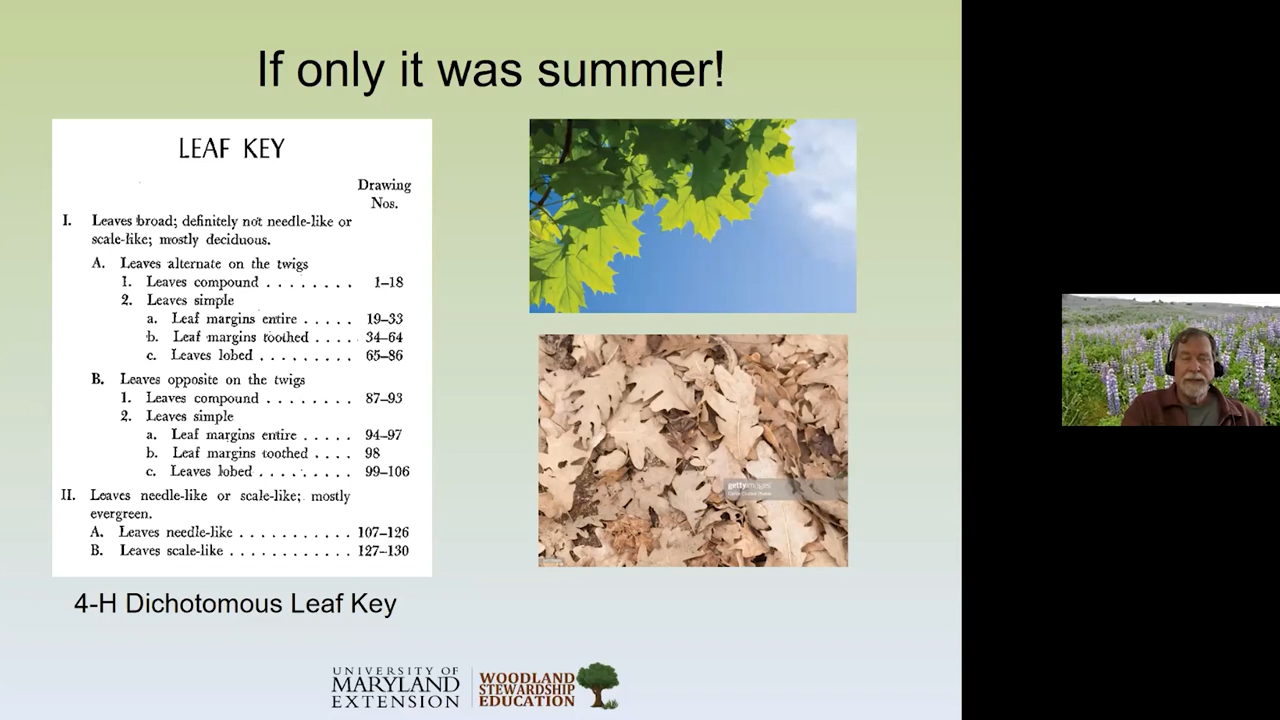 If only it was summer!
LEAF KEY
Drawing
Nos.
I. Leaves broad; definitely not needle-like or
scale-like; mostly deciduous.
A. Leaves alternate on the twigs
1. Leaves compound . . . . . . . . 1–18
2. Leaves simple
a. Leaf margins entire . . . . . 19–33
b. Leaf margins toothed . . . . 34–64
c. Leaves lobed . . . . . . . . . 65–86
B. Leaves opposite on the twigs
1. Leaves compound . . . . . . . . 87–93
2. Leaves simple
a. Leaf margins entire . . . . . 94–97
b. Leaf margins toothed . . . . 98
c. Leaves lobed . . . . . . . . . 99–106
II. Leaves needle-like or scale-like; mostly
evergreen.
A. Leaves needle-like . . . . . . . . . . . 107–126
B. Leaves scale-like . . . . . . . . . . . . 127–130
4-H Dichotomous Leaf Key
gettyimages
UNIVERSITY OF
MARYLAND
EXTENSION
WOODLAND
STEWARDSHIP
EDUCATION